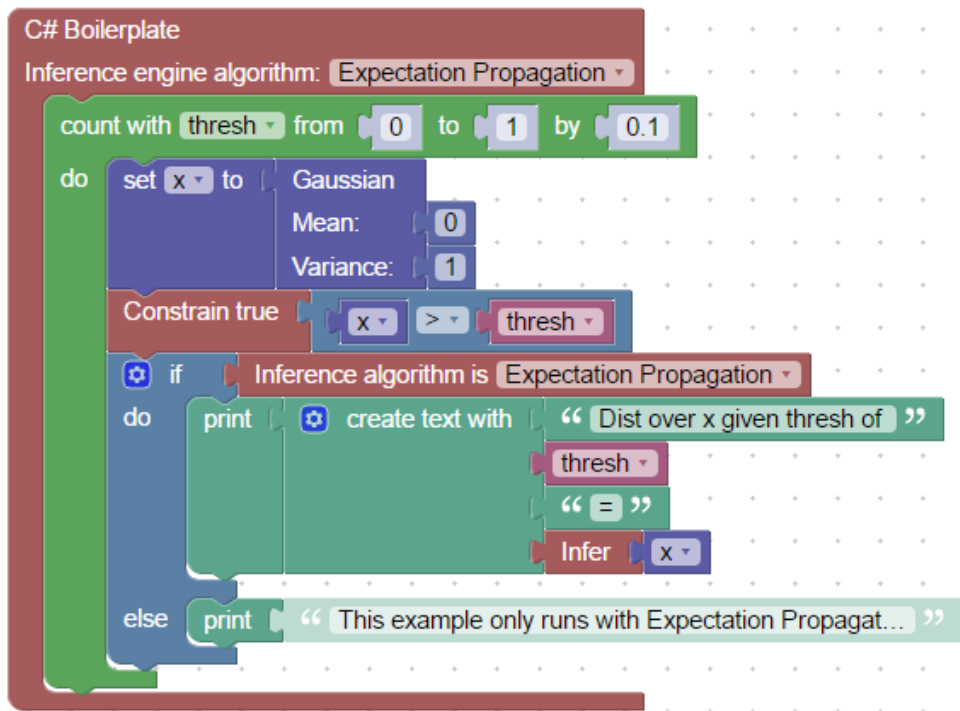 C# Boilerplate
Inference engine algorithm: Expectation Propagation
count with thresh from 0 to 1 by 0.1
do set x to Gaussian
Mean: 0
Variance: 1
Constrain true x > thresh
if Inference algorithm is Expectation Propagation
do print create text with “ Dist over x given thresh of ”
thresh
“ = ”
Infer x
else print “ This example only runs with Expectation Propagat... ”